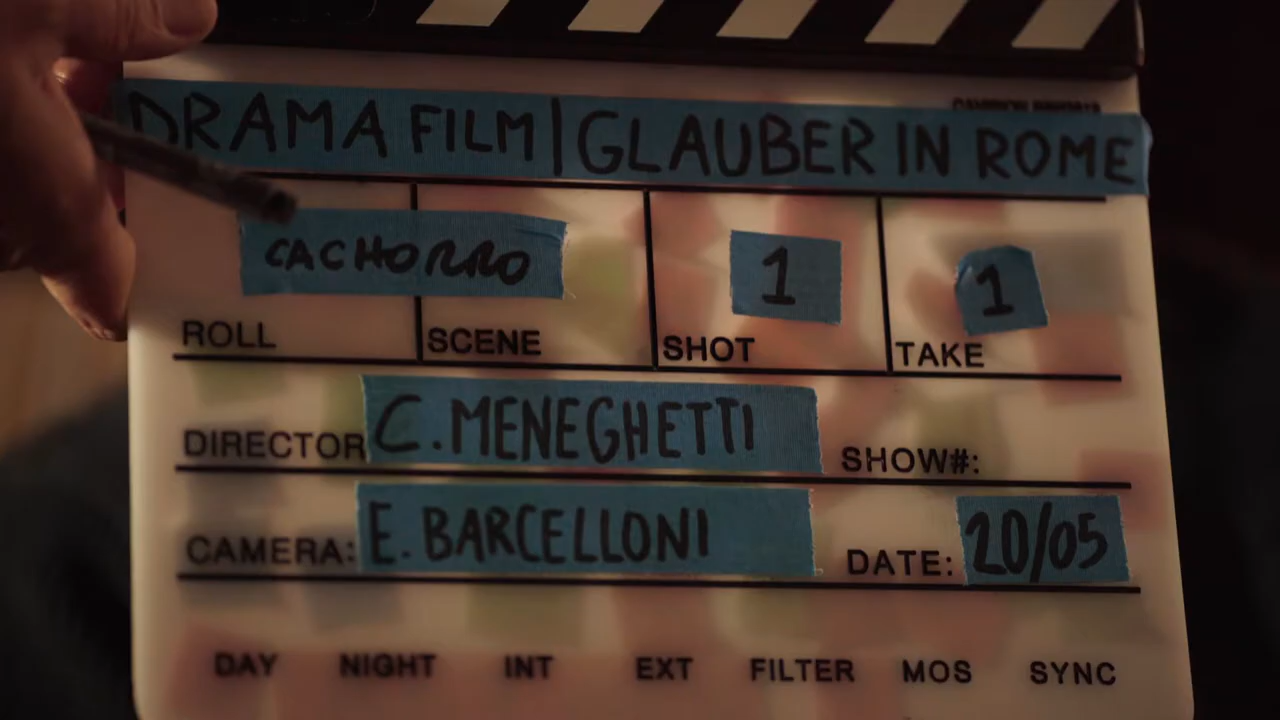 DRAMA FILM | GLAUBER IN ROME
CACHORRO 1 1
ROLL SCENE SHOT TAKE
DIRECTOR C. MENEGHETTI SHOW#:
CAMERA: E. BARCELLONI DATE: 20/05
DAY NIGHT INT EXT FILTER MOS SYNC